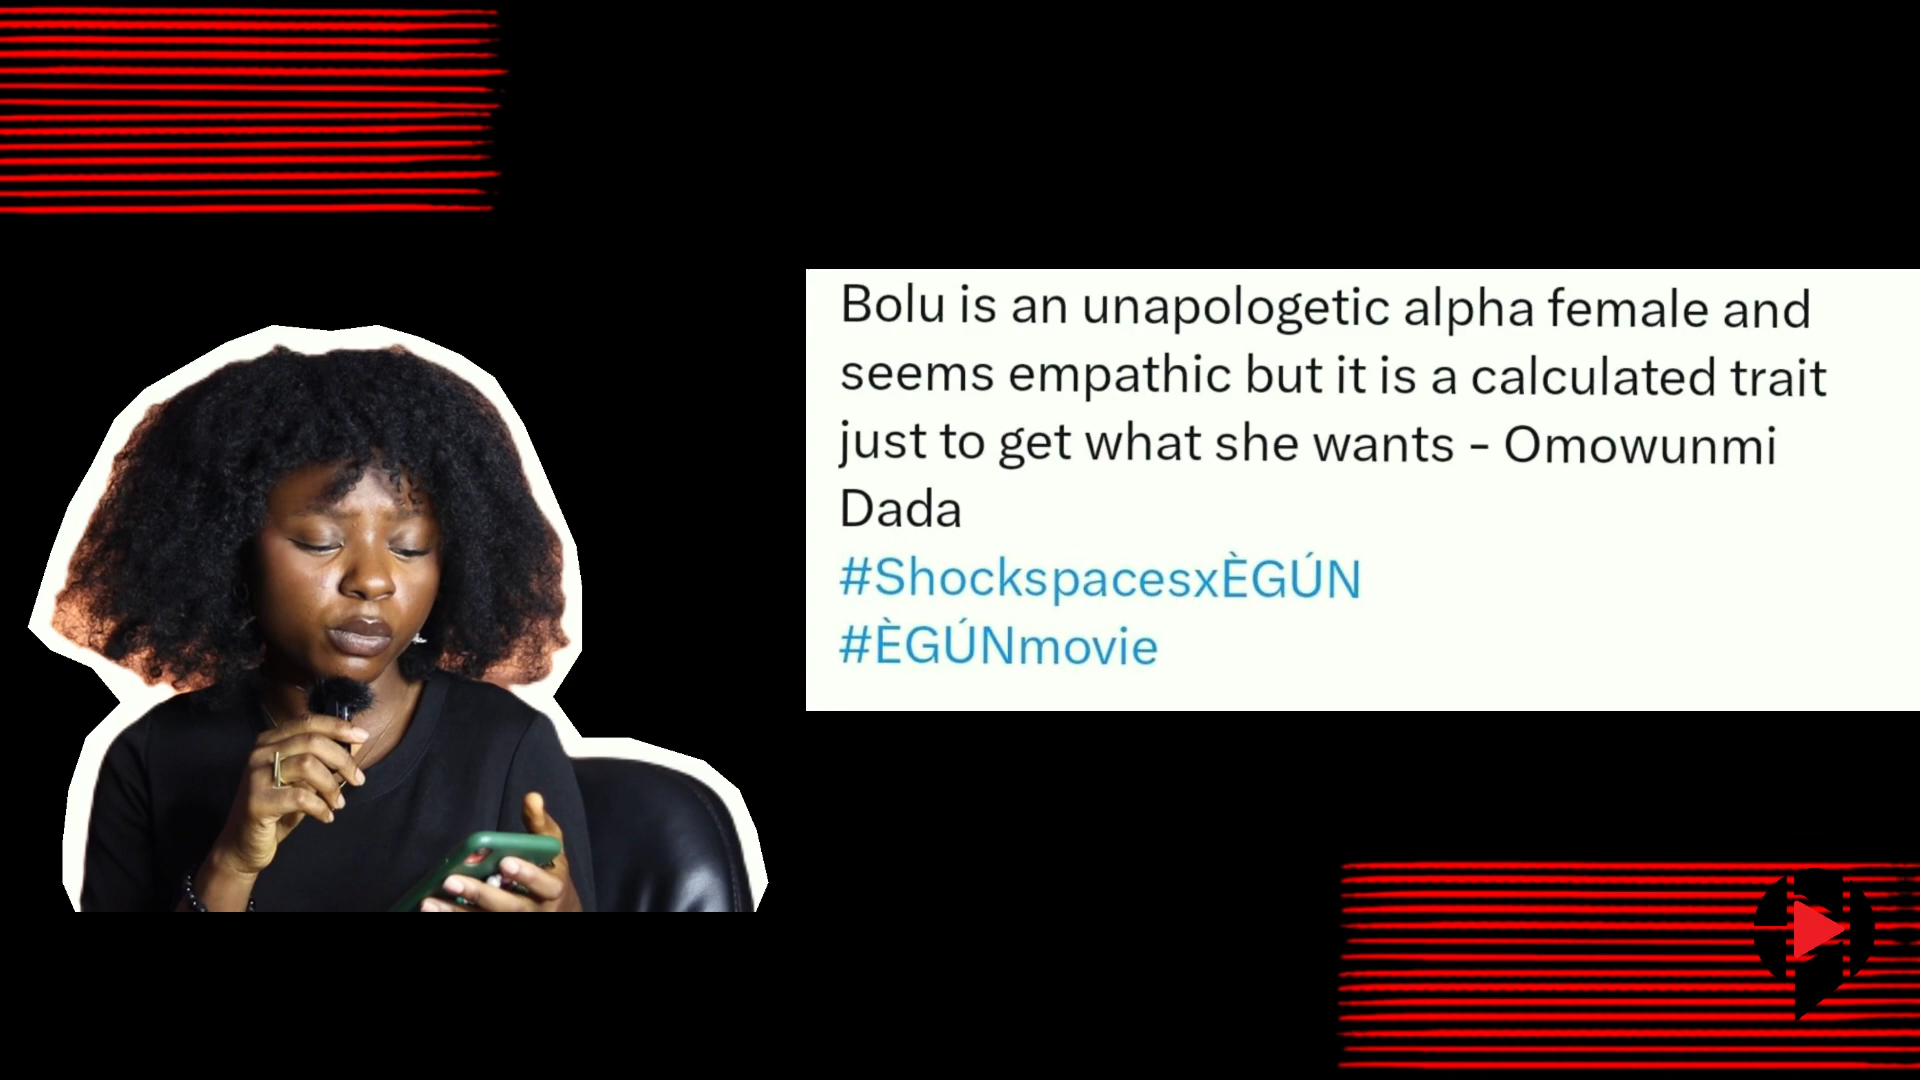 Bolu is an unapologetic alpha female and
seems empathic but it is a calculated trait
just to get what she wants - Omowunmi
Dada
#ShockspacesxÈGÚN
#ÈGÚNmovie